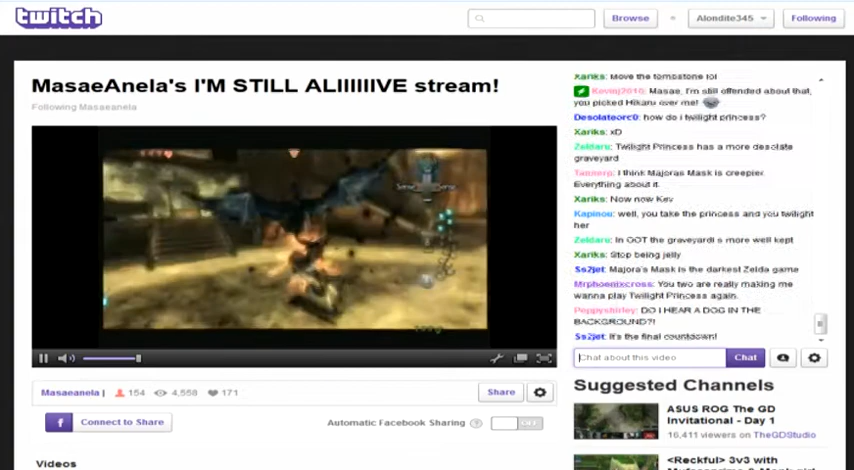 twitch
Browse
Alondite345
Following
MasaeAnela's I'M STILL ALIIIIIIVE stream!
Following Masaeanela
Xariks: Move the tombstone lol
Kevinj2010: Masae, I'm still offended about that,
you picked Hikaru over me!
Desolateorc0: how do i twilight princess?
Xariks: xD
Zeldaru: Twilight Princess has a more desolate
graveyard
I think Majoras Mask is creepier.
Everything about it.
Xariks: Now now Kev
Kapinou: well, you take the princess and you twilight
her
Zeldaru: In OOT the graveyardi s more well kept
Xariks: Stop being jelly
Ss2jet: Majora's Mask is the darkest Zelda game
Mrphoenixcross: You two are really making me
wanna play Twilight Princess again.
Peppyshirley: DO I HEAR A DOG IN THE
BACKGROUND?!
Ss2jet: It's the final countdown!
Chat about this video
Chat
Masaeanela |
154
4,558
171
Share
f
Connect to Share
Automatic Facebook Sharing
?
OFF
Suggested Channels
ASUS ROG The GD
Invitational - Day 1
16,411 viewers on TheGDStudio
Videos
<Reckful> 3v3 with